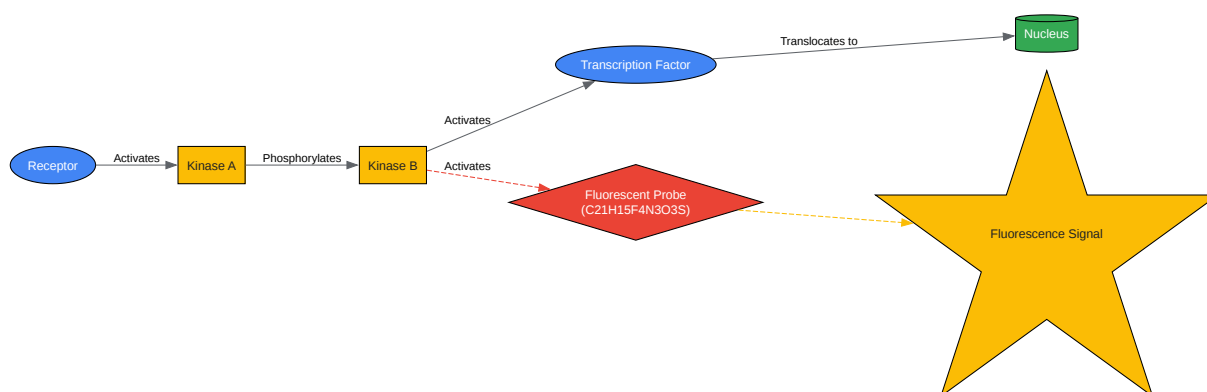 Nucleus
Translocates to
Transcription Factor
Activates
Receptor
Activates
Kinase A
Phosphorylates
Kinase B
Activates
Fluorescent Probe
(C21H15F4N3O3S)
Fluorescence Signal